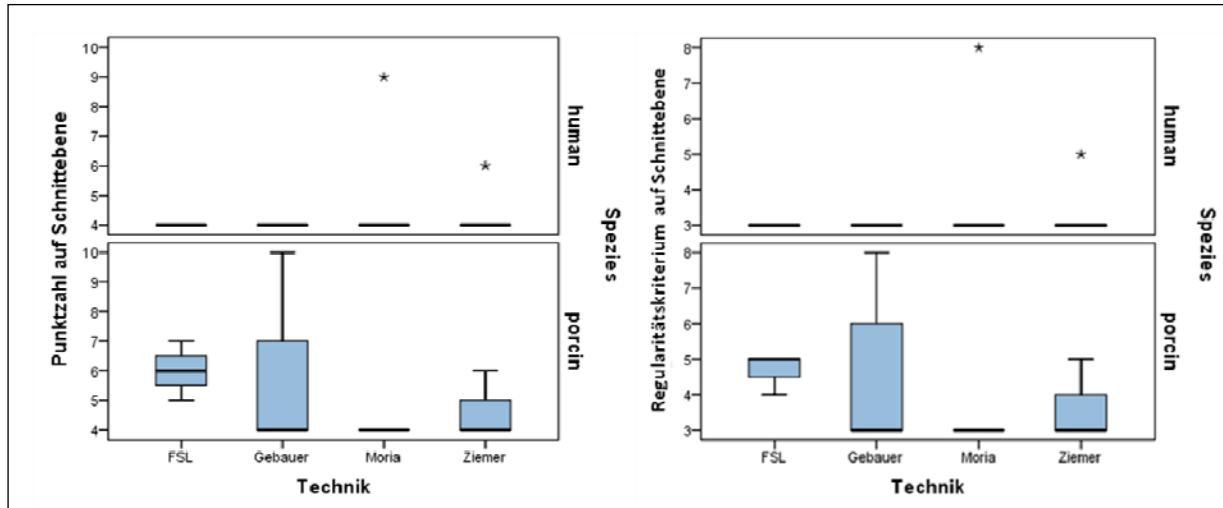 Punktzahl auf Schnittebene
10
9
8
7
6
5
4
human
10
9
8
7
6
5
4
porcin
Spezies
FSL Gebauer Moria Ziemer
Technik
Regularitätskriterium auf Schnittebene
8
7
6
5
4
3
human
8
7
6
5
4
3
porcin
Spezies
FSL Gebauer Moria Ziemer
Technik